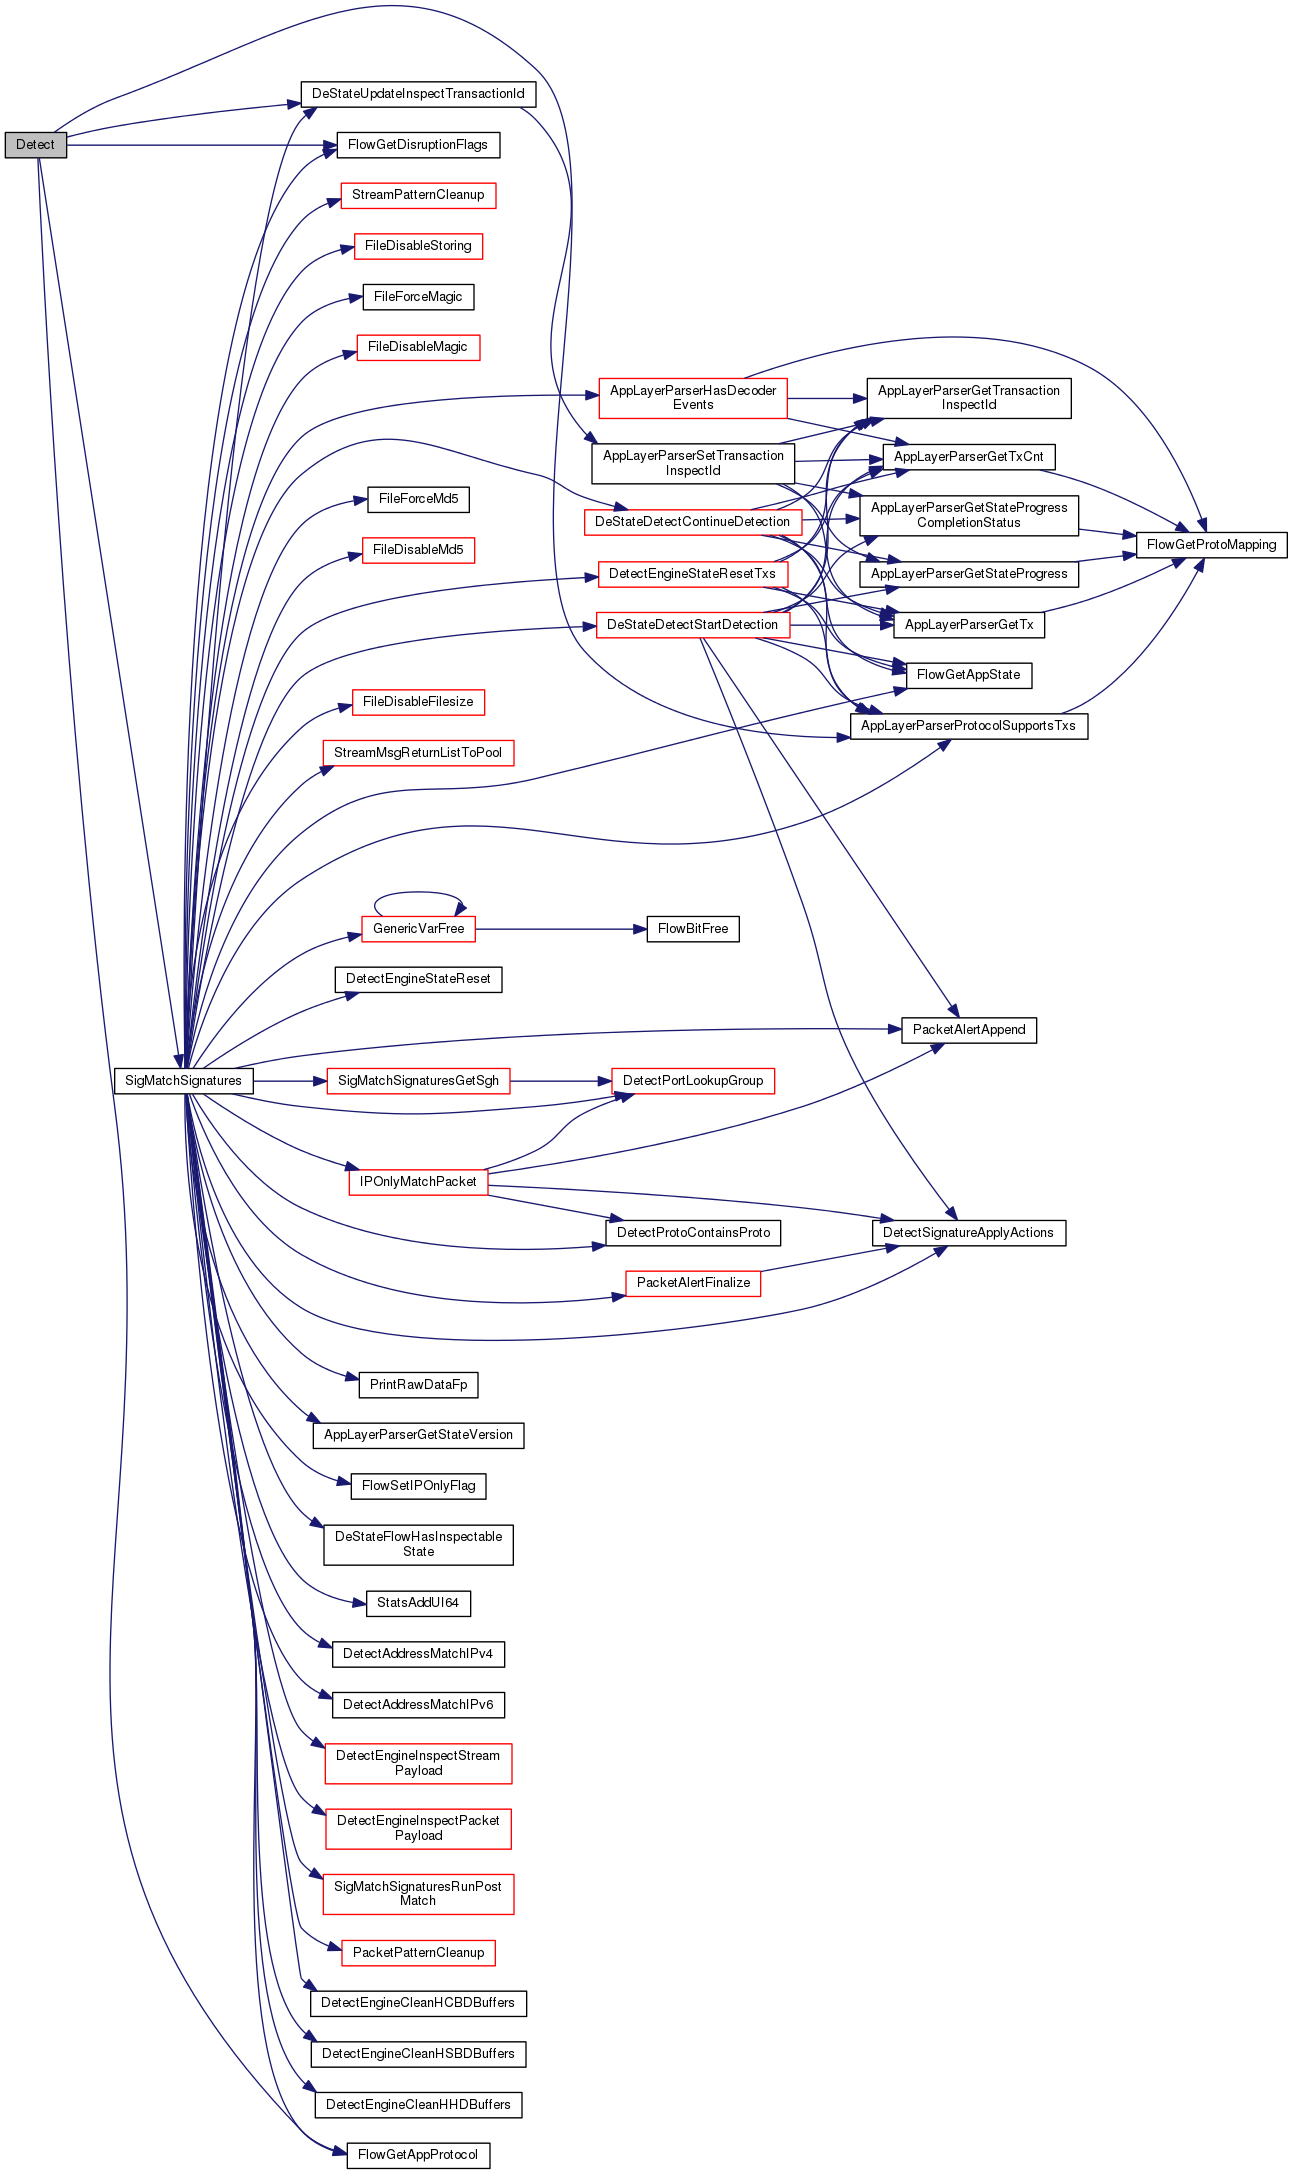 Detect
DeStateUpdateInspectTransactionId
FlowGetDisruptionFlags
StreamPatternCleanup
FileDisableStoring
FileForceMagic
FileDisableMagic
AppLayerParserHasDecoder
Events
AppLayerParserGetTransaction
InspectId
AppLayerParserSetTransaction
InspectId
AppLayerParserGetTxCnt
FileForceMd5
AppLayerParserGetStateProgress
CompletionStatus
DeStateDetectContinueDetection
FlowGetProtoMapping
FileDisableMd5
DetectEngineStateResetTxs
AppLayerParserGetStateProgress
DeStateDetectStartDetection
AppLayerParserGetTx
FlowGetAppState
FileDisableFilesize
AppLayerParserProtocolSupportsTxs
StreamMsgReturnListToPool
GenericVarFree
FlowBitFree
DetectEngineStateReset
PacketAlertAppend
SigMatchSignatures
SigMatchSignaturesGetSgh
DetectPortLookupGroup
IPOnlyMatchPacket
DetectProtoContainsProto
DetectSignatureApplyActions
PacketAlertFinalize
PrintRawDataFp
AppLayerParserGetStateVersion
FlowSetIPOnlyFlag
DeStateFlowHasInspectable
State
StatsAddUI64
DetectAddressMatchIPv4
DetectAddressMatchIPv6
DetectEngineInspectStream
Payload
DetectEngineInspectPacket
Payload
SigMatchSignaturesRunPost
Match
PacketPatternCleanup
DetectEngineCleanHCBDBuffers
DetectEngineCleanHSBDBuffers
DetectEngineCleanHHDBuffers
FlowGetAppProtocol